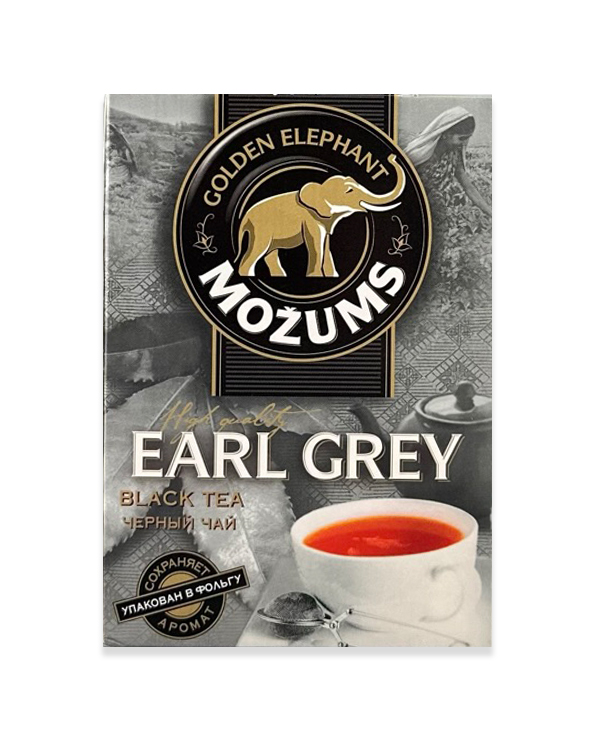 GOLDEN ELEPHANT
MOŽUMS
High quality
EARL GREY
BLACK TEA
ЧЕРНЫЙ ЧАЙ
СОХРАНЯЕТ
УПАКОВАН В ФОЛЬГУ
АРОМАТ